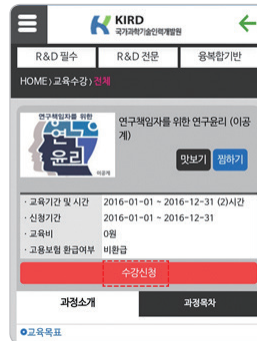 KIRD
국가과학기술인력개발원
R&D 필수 R&D 전문 융복합기반
HOME 〉교육수강 〉전체
연구책임자를 위한
연구
윤리
이공계
연구책임자를 위한 연구윤리 (이공
계)
맛보기 찜하기
· 교육기간 및 시간 2016-01-01 ~ 2016-12-31 (2)시간
· 신청기간 2016-01-01 ~ 2016-12-31
· 교육비 0원
· 고용보험 환급여부 비환급
수강신청
과정소개 과정목차
교육목표